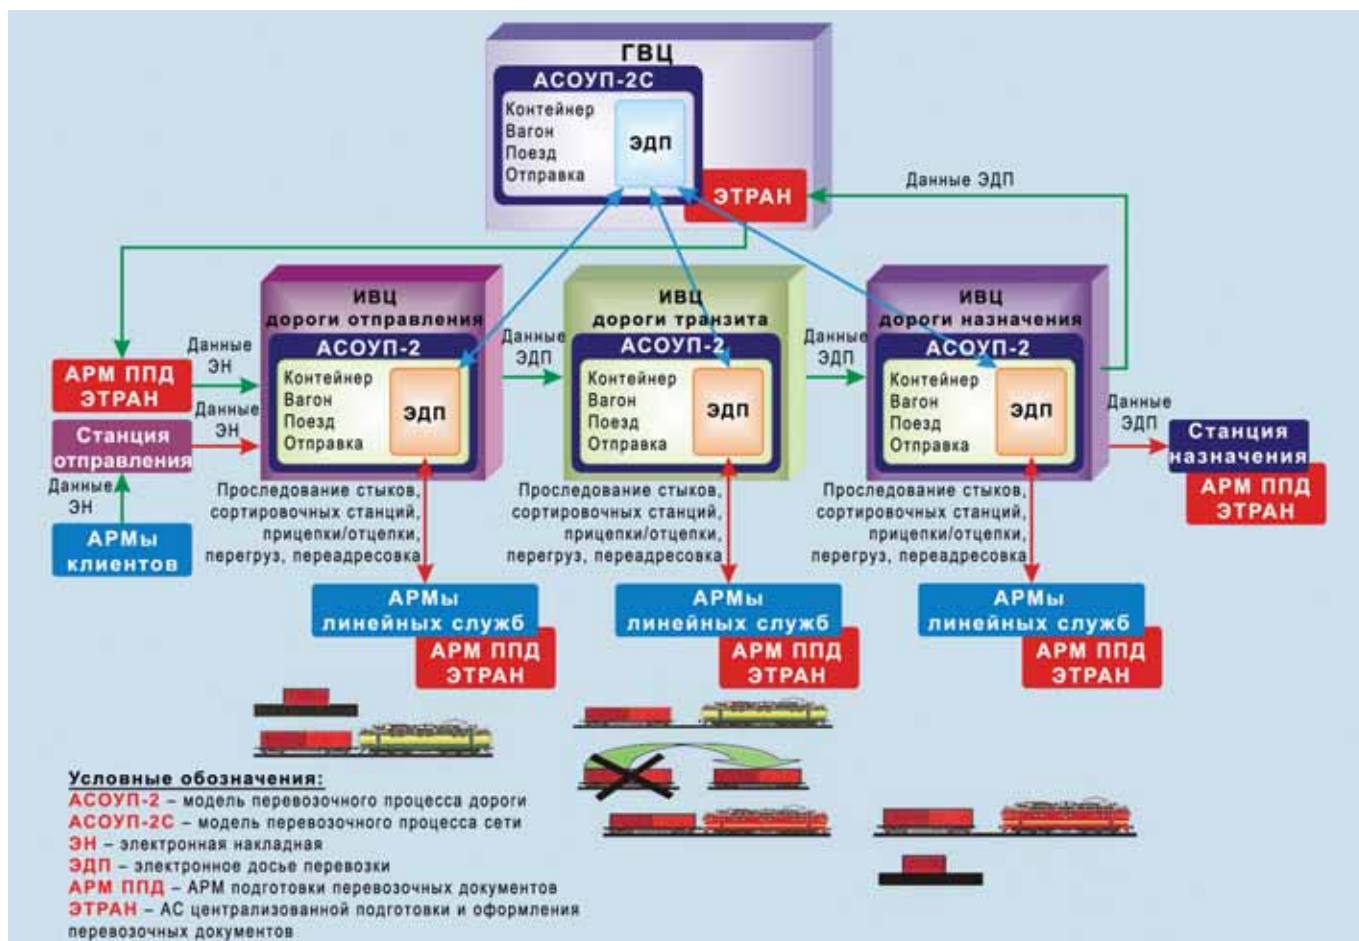 ГВЦ
АСОУП-2С
Контейнер
Вагон
Поезд
Отправка
ЭДП
ЭТРАН
Данные ЭДП
ИВЦ
дороги отправления
АСОУП-2
Контейнер
Вагон
Поезд
Отправка
ЭДП
Данные
ЭДП
ИВЦ
дороги транзита
АСОУП-2
Контейнер
Вагон
Поезд
Отправка
ЭДП
Данные
ЭДП
ИВЦ
дороги назначения
АСОУП-2
Контейнер
Вагон
Поезд
Отправка
ЭДП
Данные
ЭН
АРМ ППД
ЭТРАН
Данные
ЭН
Станция
отправления
Данные
ЭН
АРМы
клиентов
Данные
ЭДП
Станция
назначения
АРМ ППД
ЭТРАН
Проследование стыков,
сортировочных станций,
прицепки/отцепки,
перегруз, переадресовка
Проследование стыков,
сортировочных станций,
прицепки/отцепки,
перегруз, переадресовка
Проследование стыков,
сортировочных станций,
прицепки/отцепки,
перегруз, переадресовка
АРМы
линейных служб
АРМ ППД
ЭТРАН
АРМы
линейных служб
АРМ ППД
ЭТРАН
АРМы
линейных служб
АРМ ППД
ЭТРАН
Условные обозначения:
АСОУП-2 – модель перевозочного процесса дороги
АСОУП-2С – модель перевозочного процесса сети
ЭН – электронная накладная
ЭДП – электронное досье перевозки
АРМ ППД – АРМ подготовки перевозочных документов
ЭТРАН – АС централизованной подготовки и оформления
перевозочных документов